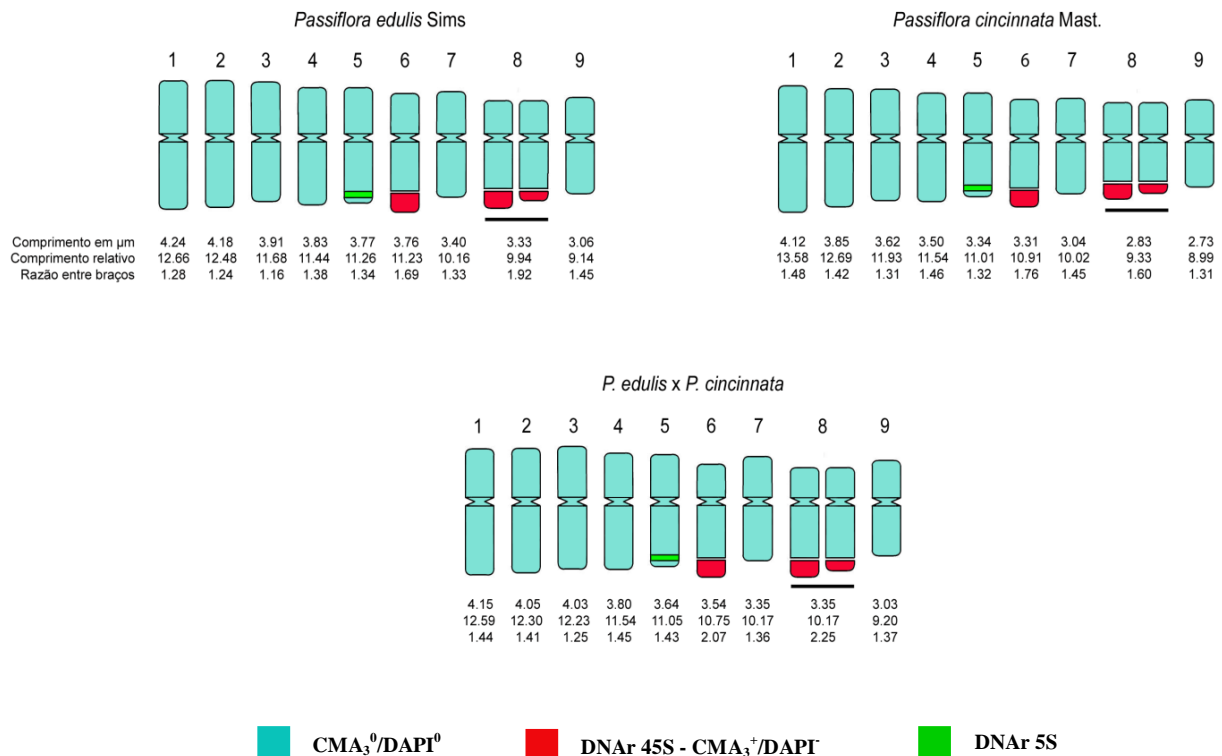 Passiflora edulis Sims
1 2 3 4 5 6 7 8 9
Comprimento em µm 4.24 4.18 3.91 3.83 3.77 3.76 3.40 3.33 3.06
Comprimento relativo 12.66 12.48 11.68 11.44 11.26 11.23 10.16 9.94 9.14
Razão entre braços 1.28 1.24 1.16 1.38 1.34 1.69 1.33 1.92 1.45
Passiflora cincinnata Mast.
1 2 3 4 5 6 7 8 9
4.12 3.85 3.62 3.50 3.34 3.31 3.04 2.83 2.73
13.58 12.69 11.93 11.54 11.01 10.91 10.02 9.33 8.99
1.48 1.42 1.31 1.46 1.32 1.76 1.45 1.60 1.31
P. edulis x P. cincinnata
1 2 3 4 5 6 7 8 9
4.15 4.05 4.03 3.80 3.64 3.54 3.35 3.35 3.03
12.59 12.30 12.23 11.54 11.05 10.75 10.17 10.17 9.20
1.44 1.41 1.25 1.45 1.43 2.07 1.36 2.25 1.37
CMA₃⁰/DAPI⁰ DNAr 45S - CMA₃⁺/DAPI⁻ DNAr 5S